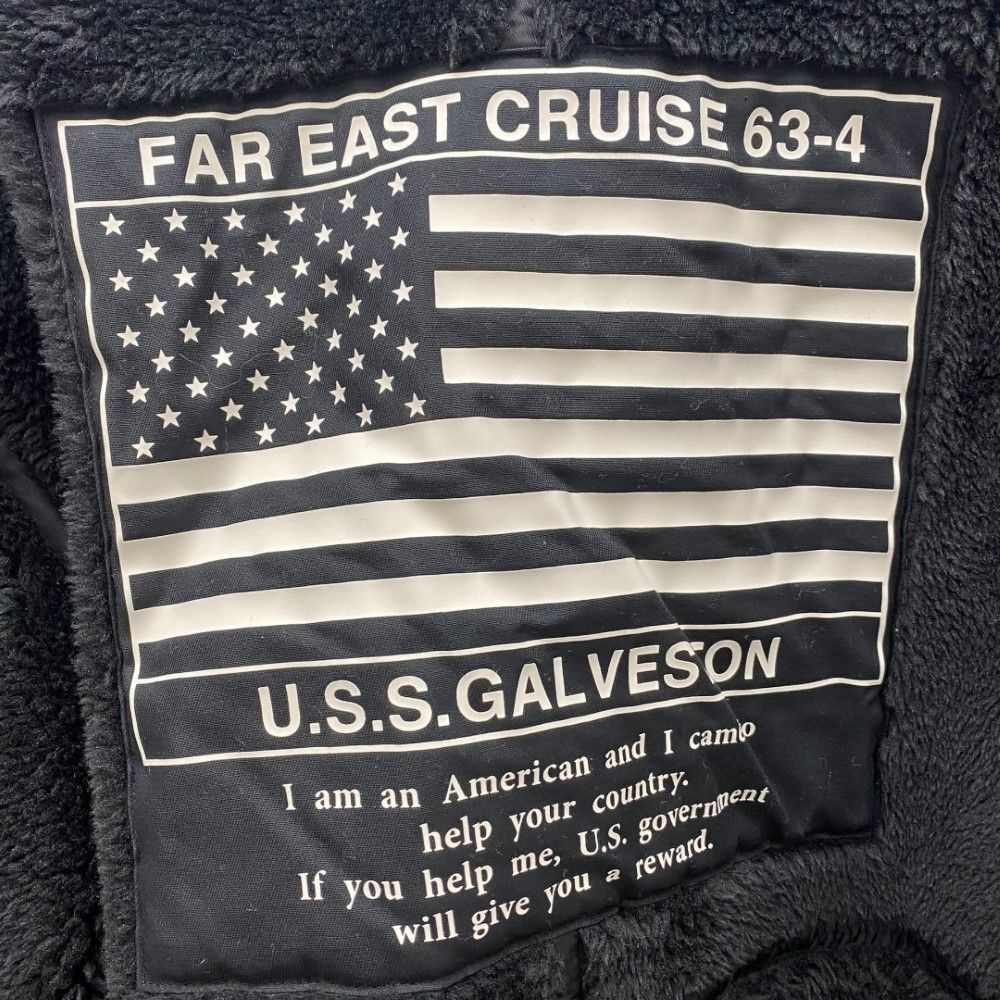 FAR EAST CRUISE 63-4
U.S.S.GALVESON
I am an American and I came
help your country.
If you help me, U.S. government
will give you a reward.